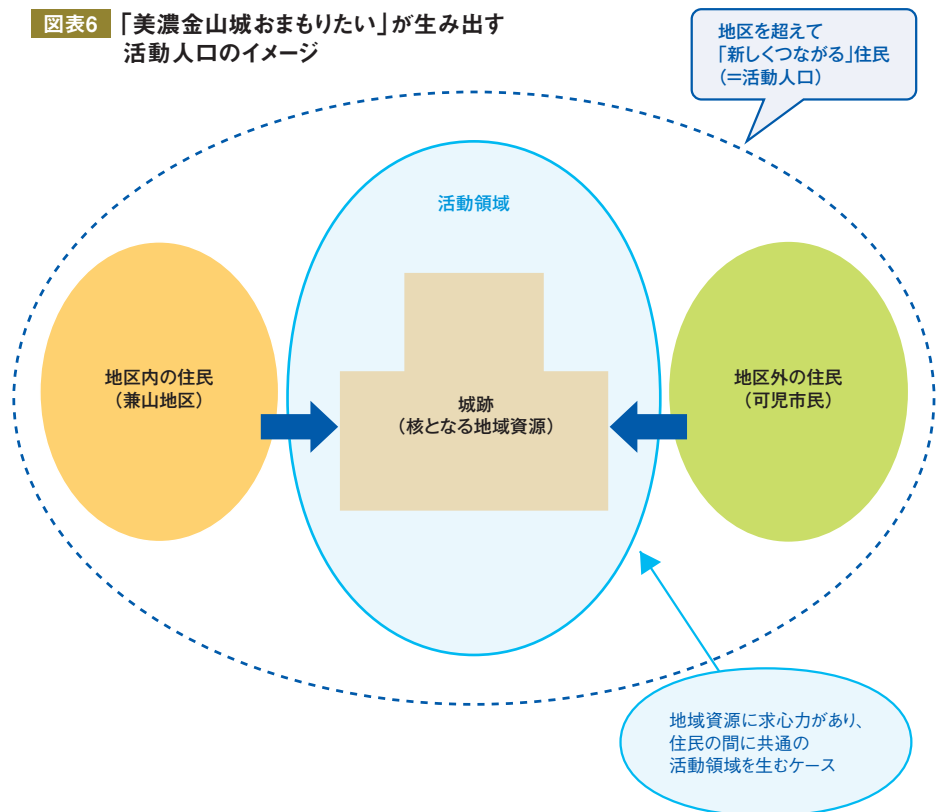 図表6 「美濃金山城おまもりたい」が生み出す
活動人口のイメージ
地区を超えて
「新しくつながる」住民
(=活動人口)
活動領域
地区内の住民
(兼山地区)
城跡
(核となる地域資源)
地区外の住民
(可児市民)
地域資源に求心力があり、
住民の間に共通の
活動領域を生むケース